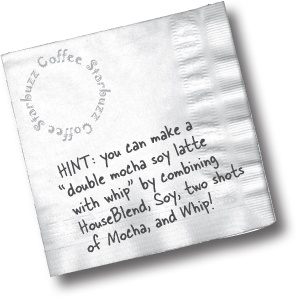 Starbuzz Coffee Starbuzz Coffee
HINT: you can make a
"double mocha soy latte
with whip" by combining
HouseBlend, Soy, two shots
of Mocha, and Whip!